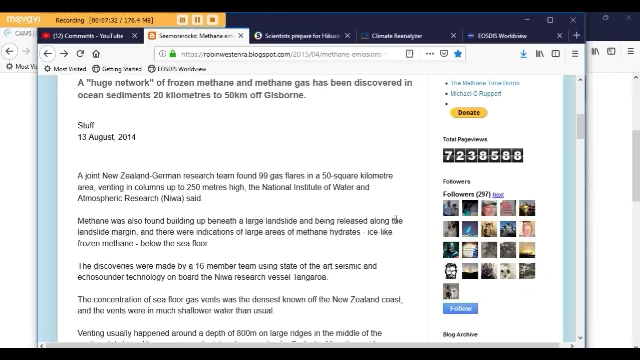 movavi
Recording 00:07:32 / 176.4 MB
CAMS |
(1) Comments - YouTube
Seemorerocks: Methane emis
Scientists prepare for Hikura
Climate Reanalyzer
EOSDIS Worldview
https://robinwestenra.blogspot.com/2015/04/methane-emissions
Most Visited
Getting Started
EOSDIS Worldview
Most Visited
A "huge network" of frozen methane and methane gas has been discovered in
ocean sediments 20 kilometres to 50km off Gisborne.
Stuff
13 August, 2014
A joint New Zealand-German research team found 99 gas flares in a 50-square kilometre
area, venting in columns up to 250 metres high, the National Institute of Water and
Atmospheric Research (Niwa) said.
Methane was also found building up beneath a large landslide and being released along the
landslide margin, and there were indications of large areas of methane hydrates - ice-like
frozen methane - below the sea floor.
The discoveries were made by a 16 member team using state of the art seismic and
echosounder technology on board the Niwa research vessel Tangaroa.
The concentration of sea floor gas vents was the densest known off the New Zealand coast,
and the vents were in much shallower water than usual.
Venting usually happened around a depth of 800m on large ridges in the middle of the
The Methane Time Bomb
Michael C Ruppert
Donate
Total Pageviews
7238588
Followers
Followers (297) Next
Follow
Blog Archive